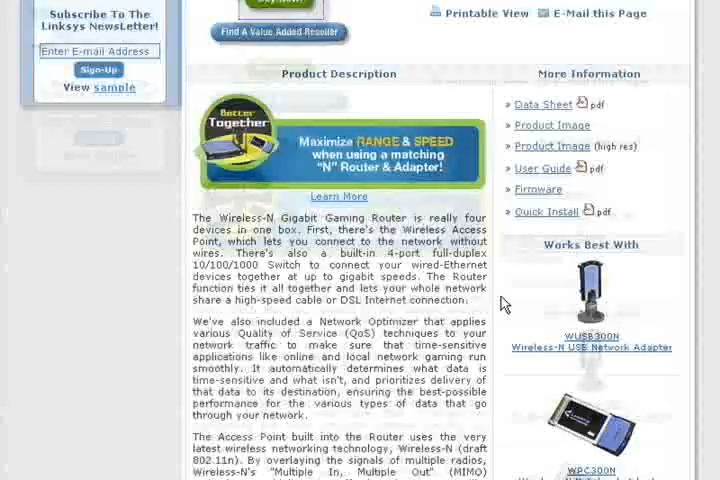 Subscribe To The
Linksys NewsLetter!
Enter E-mail Address
Sign-Up
View sample
Find A Value Added Reseller
Printable View
E-Mail this Page
Product Description
More Information
Better
Together
Maximize RANGE & SPEED
when using a matching
"N" Router & Adapter!
Learn More
» Data Sheet pdf
» Product Image
» Product Image (high res)
» User Guide pdf
» Firmware
» Quick Install pdf
The Wireless-N Gigabit Gaming Router is really four
devices in one box. First, there's the Wireless Access
Point, which lets you connect to the network without
wires. There's also a built-in 4-port full-duplex
10/100/1000 Switch to connect your wired-Ethernet
devices together at up to gigabit speeds. The Router
function ties it all together and lets your whole network
share a high-speed cable or DSL Internet connection.
Works Best With
WUSB300N
Wireless-N USB Network Adapter
We've also included a Network Optimizer that applies
various Quality of Service (QoS) techniques to your
network traffic to make sure that time-sensitive
applications like online and local network gaming run
smoothly. It automatically determines what data is
time-sensitive and what isn't, and prioritizes delivery of
that data to its destination, ensuring the best-possible
performance for the various types of data that go
through your network.
The Access Point built into the Router uses the very
latest wireless networking technology, Wireless-N (draft
802.11n). By overlaying the signals of multiple radios,
Wireless-N's "Multiple In, Multiple Out" (MIMO)
WPC300N